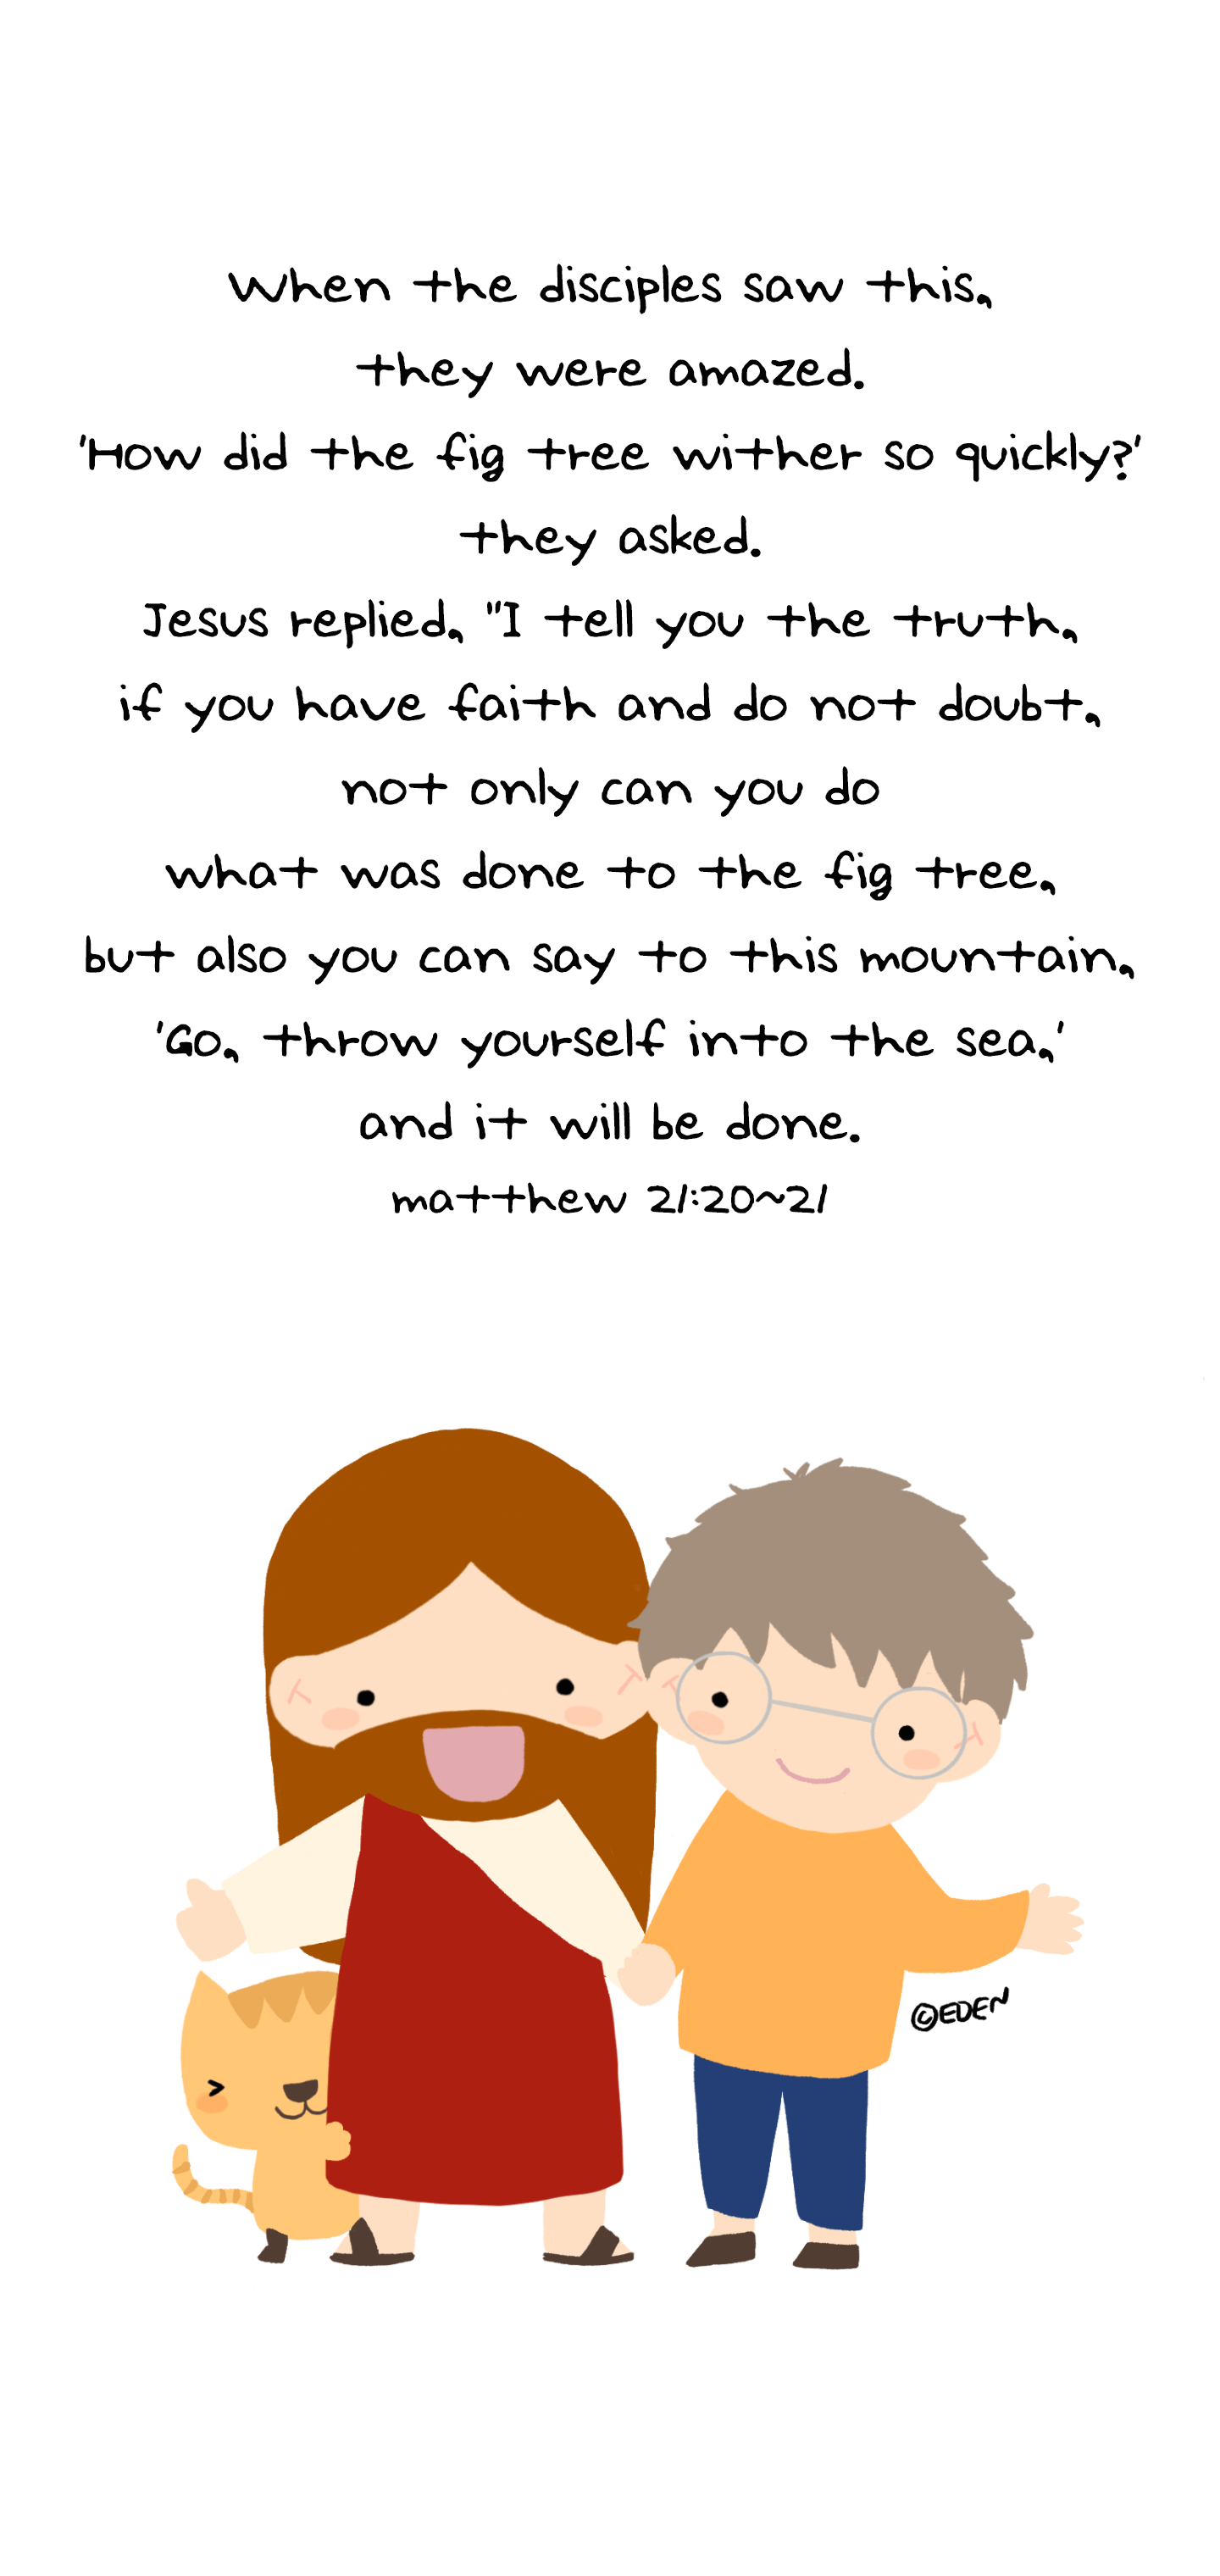 When the disciples saw this,
they were amazed.
'How did the fig tree wither so quickly?'
they asked.
Jesus replied, "I tell you the truth,
if you have faith and do not doubt,
not only can you do
what was done to the fig tree,
but also you can say to this mountain,
'Go, throw yourself into the sea,'
and it will be done.
matthew 21:20~21
©EDEN